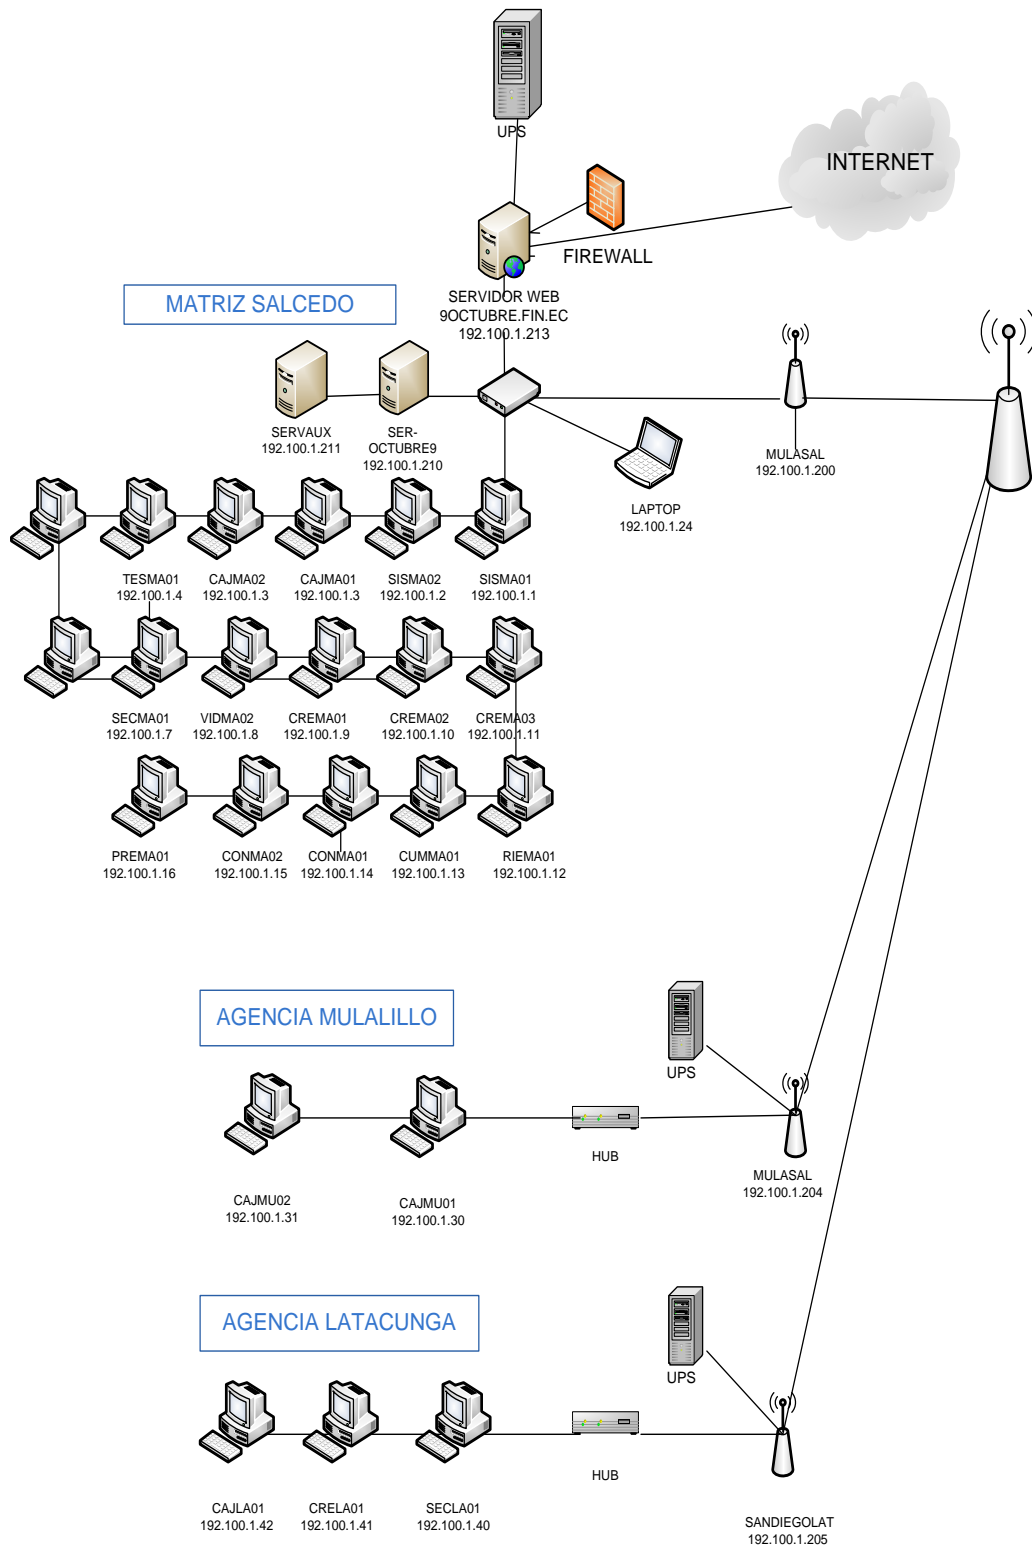 UPS
INTERNET
FIREWALL
SERVIDOR WEB
9OCTUBRE.FIN.EC
192.100.1.213
MATRIZ SALCEDO
SERVAUX
192.100.1.211
SER-
OCTUBRE9
192.100.1.210
MULASAL
192.100.1.200
LAPTOP
192.100.1.24
TESMA01
192.100.1.4
CAJMA02
192.100.1.3
CAJMA01
192.100.1.3
SISMA02
192.100.1.2
SISMA01
192.100.1.1
SECMA01
192.100.1.7
VIDMA02
192.100.1.8
CREMA01
192.100.1.9
CREMA02
192.100.1.10
CREMA03
192.100.1.11
PREMA01
192.100.1.16
CONMA02
192.100.1.15
CONMA01
192.100.1.14
CUMMA01
192.100.1.13
RIEMA01
192.100.1.12
AGENCIA MULALILLO
UPS
HUB
MULASAL
192.100.1.204
CAJMU02
192.100.1.31
CAJMU01
192.100.1.30
AGENCIA LATACUNGA
UPS
HUB
CAJLA01
192.100.1.42
CRELA01
192.100.1.41
SECLA01
192.100.1.40
SANDIEGOLAT
192.100.1.205